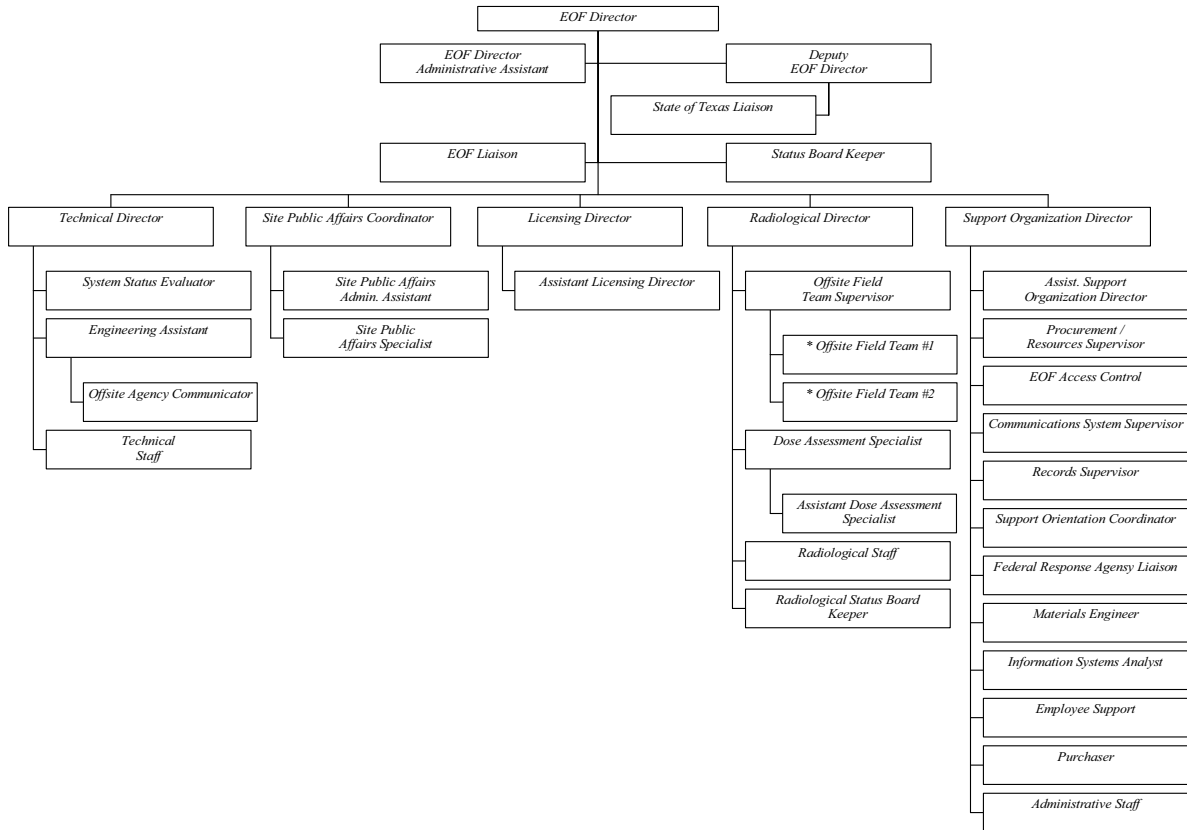 EOF Director
EOF Director
Administrative Assistant
Deputy
EOF Director
State of Texas Liaison
EOF Liaison
Status Board Keeper
Technical Director
System Status Evaluator
Engineering Assistant
Offsite Agency Communicator
Technical
Staff
Site Public Affairs Coordinator
Site Public Affairs
Admin. Assistant
Site Public
Affairs Specialist
Licensing Director
Assistant Licensing Director
Radiological Director
Offsite Field
Team Supervisor
* Offsite Field Team #1
* Offsite Field Team #2
Dose Assessment Specialist
Assistant Dose Assessment
Specialist
Radiological Staff
Radiological Status Board
Keeper
Support Organization Director
Assist. Support
Organization Director
Procurement /
Resources Supervisor
EOF Access Control
Communications System Supervisor
Records Supervisor
Support Orientation Coordinator
Federal Response Agensy Liaison
Materials Engineer
Information Systems Analyst
Employee Support
Purchaser
Administrative Staff